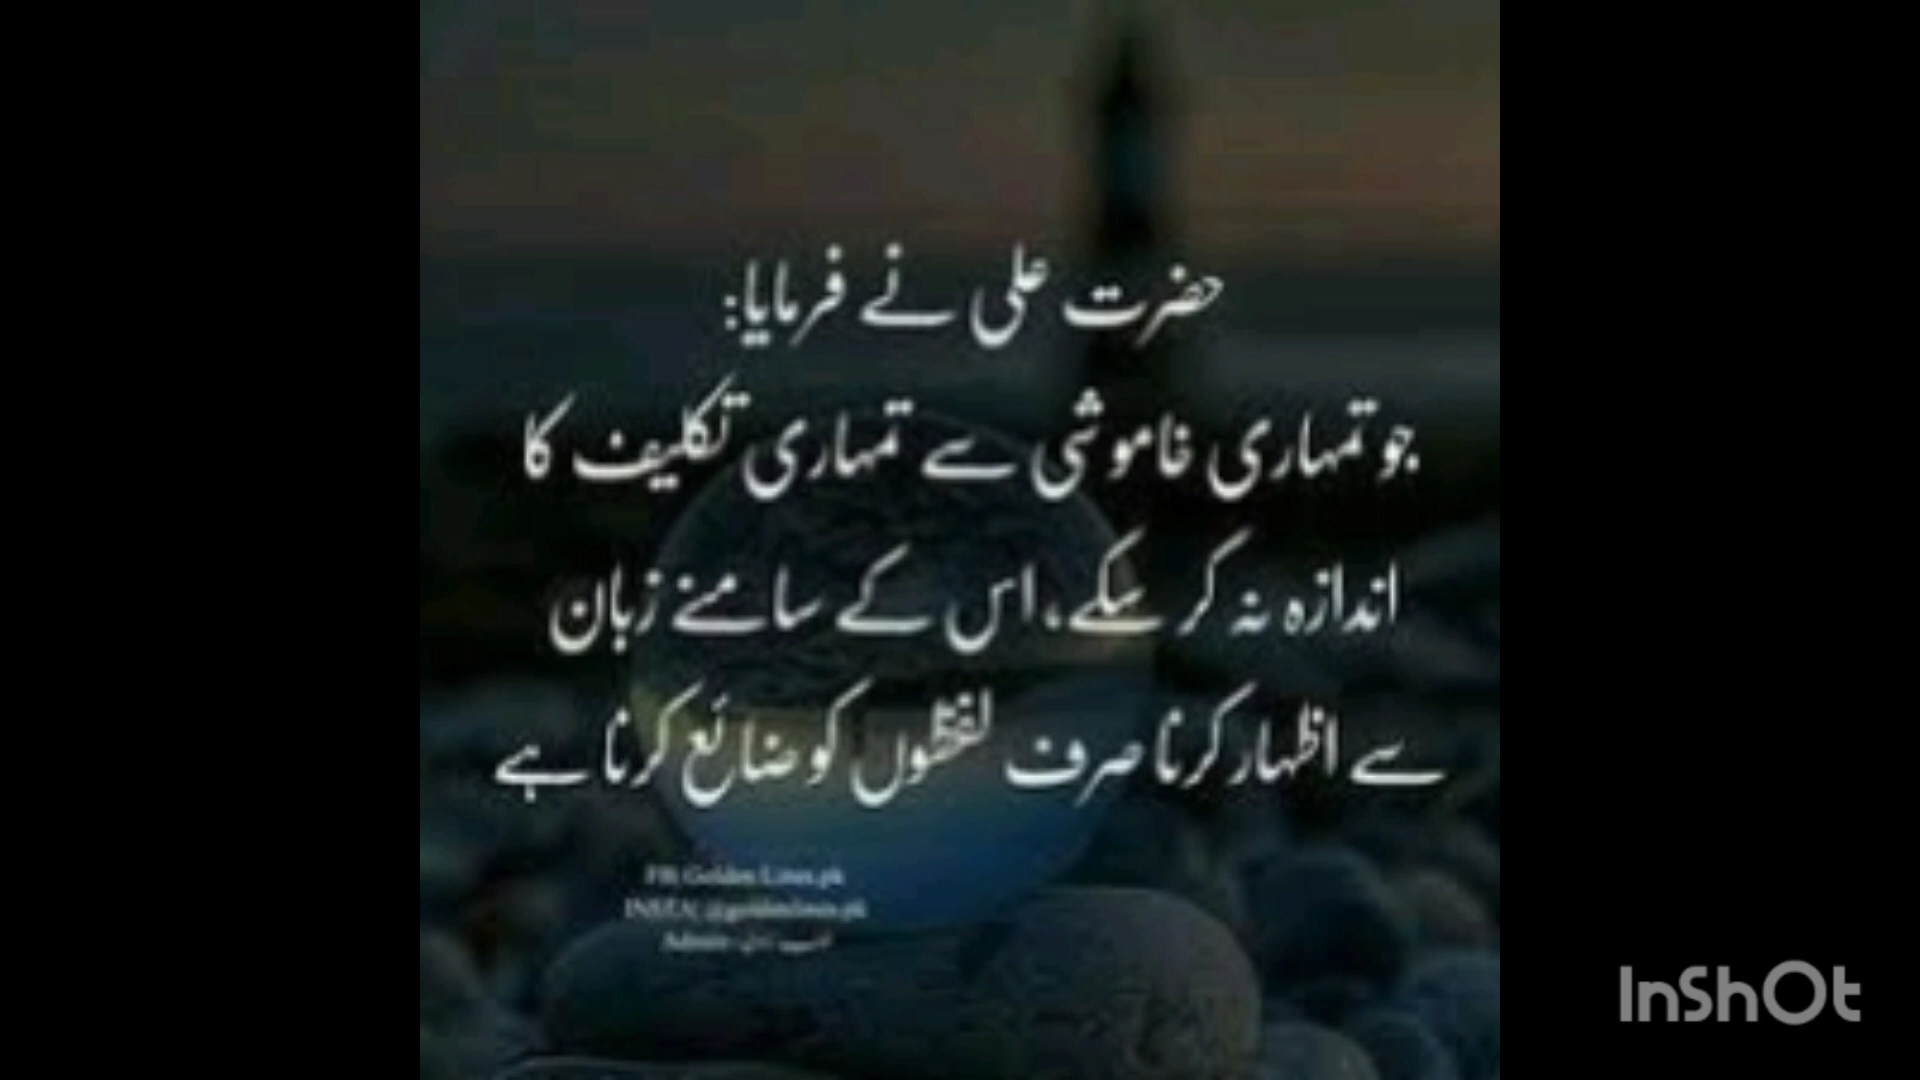 حضرت علی نے فرمایا:
جو تمہاری خاموشی سے تمہاری تکلیف کا
اندازہ نہ کر سکے، اس کے سامنے زبان
سے اظہار کرنا صرف لفظوں کو ضائع کرنا ہے
FB: Golden Lines.pk
INSTA: @goldenlines.pk
Admin:
InShOt